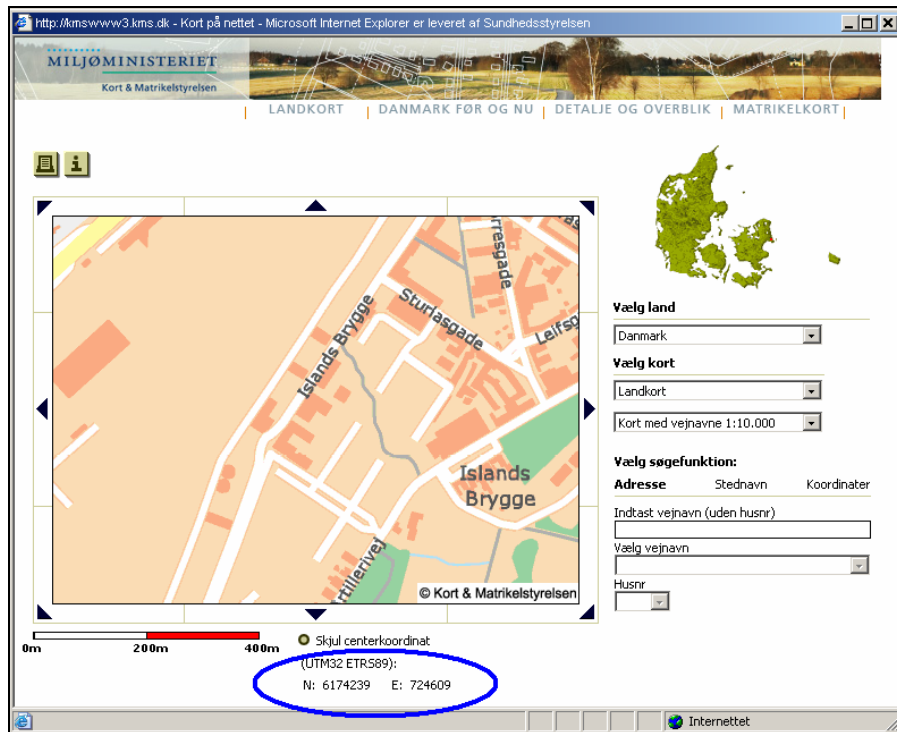 http://kmswww3.kms.dk - Kort på nettet - Microsoft Internet Explorer er leveret af Sundhedsstyrelsen
MILJØMINISTERIET
Kort & Matrikelstyrelsen
LANDKORT | DANMARK FØR OG NU | DETALJE OG OVERBLIK | MATRIKELKORT
rresgade
Sturlasgade
Leifsg
Islands Brygge
Islands
Brygge
Artillerivej
© Kort & Matrikelstyrelsen
Vælg land
Danmark
Vælg kort
Landkort
Kort med vejnavne 1:10.000
Vælg søgefunktion:
Adresse Stednavn Koordinater
Indtast vejnavn (uden husnr)
Vælg vejnavn
Husnr
0m 200m 400m
Skjul centerkoordinat
(UTM32 ETRS89):
N: 6174239 E: 724609
Internettet